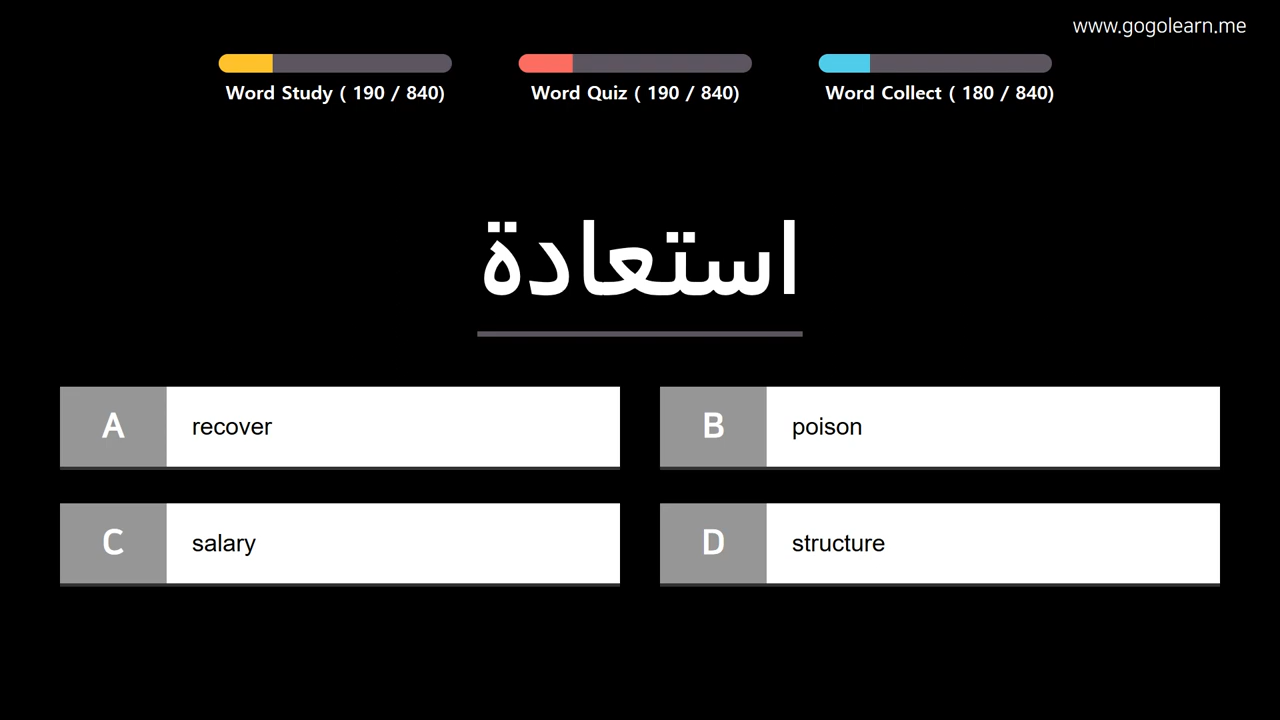 www.gogolearn.me
Word Study ( 190 / 840)
Word Quiz ( 190 / 840)
Word Collect ( 180 / 840)
استعادة
A recover
B poison
C salary
D structure